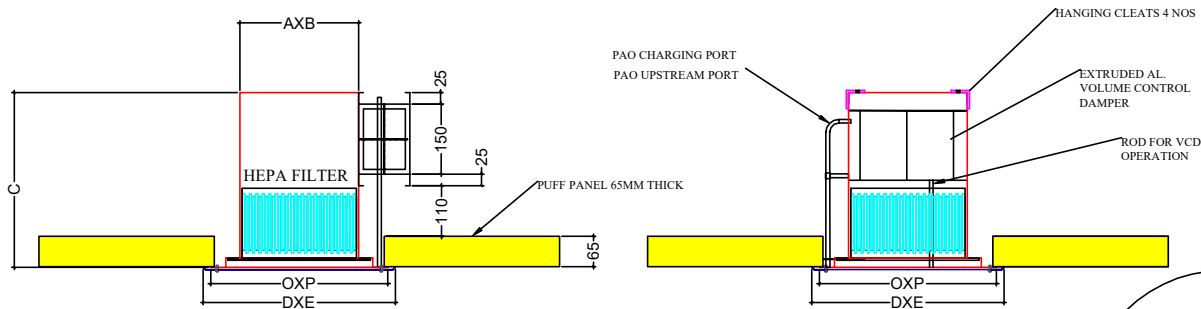 AXB
25
150
25
110
65
C
HEPA FILTER
PUFF PANEL 65MM THICK
OXP
DXE
HANGING CLEATS 4 NOS
PAO CHARGING PORT
PAO UPSTREAM PORT
EXTRUDED AL.
VOLUME CONTROL
DAMPER
ROD FOR VCD
OPERATION
OXP
DXE